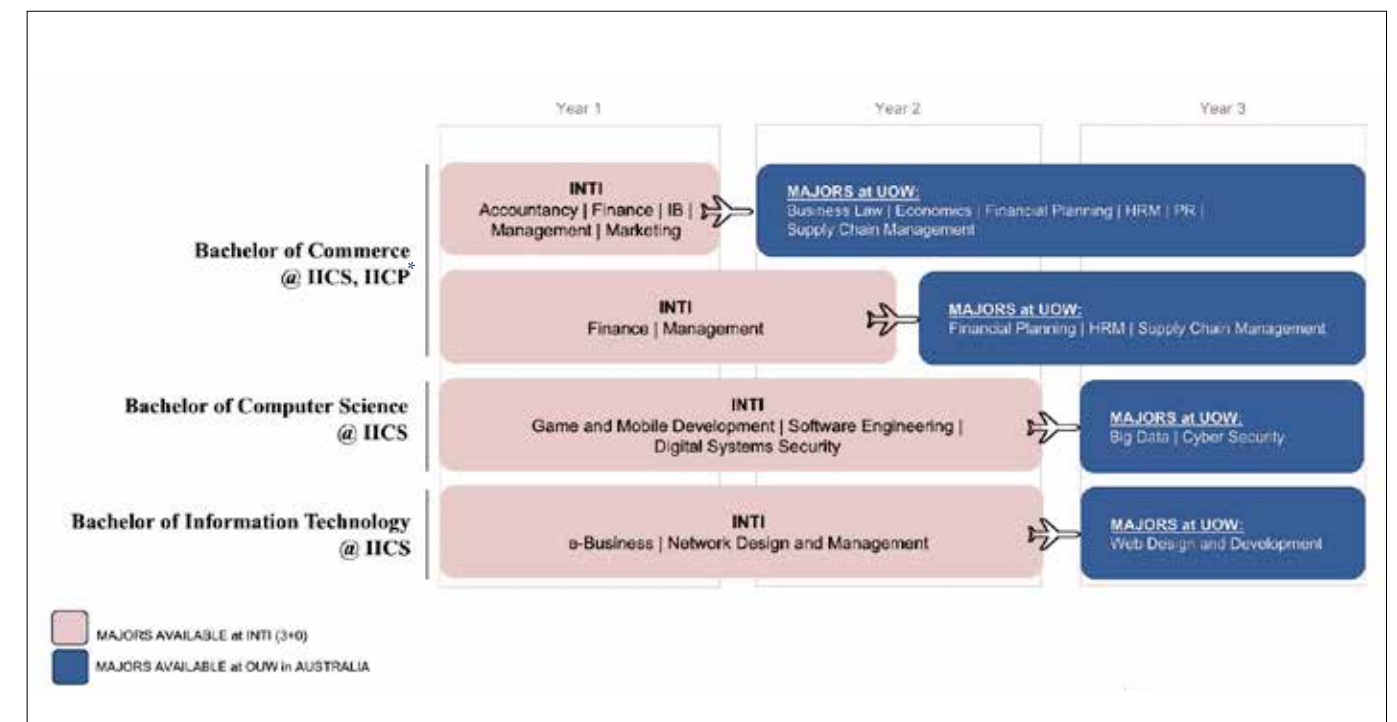 Year 1
Year 2
Year 3
Bachelor of Commerce
@ IICS, IICP*
INTI
Accountancy | Finance | IB |
Management | Marketing
MAJORS at UOW:
Business Law | Economics | Financial Planning | HRM | PR |
Supply Chain Management
INTI
Finance | Management
MAJORS at UOW:
Financial Planning | HRM | Supply Chain Management
Bachelor of Computer Science
@ IICS
INTI
Game and Mobile Development | Software Engineering |
Digital Systems Security
MAJORS at UOW:
Big Data | Cyber Security
Bachelor of Information Technology
@ IICS
INTI
e-Business | Network Design and Management
MAJORS at UOW:
Web Design and Development
MAJORS AVAILABLE at INTI (3+0)
MAJORS AVAILABLE at OUW in AUSTRALIA